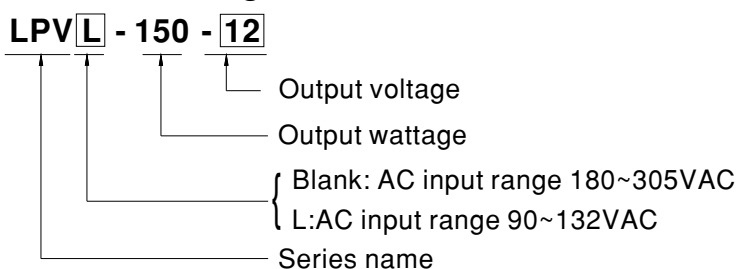 LPVL - 150 - 12
Output voltage
Output wattage
Blank: AC input range 180~305VAC
L:AC input range 90~132VAC
Series name